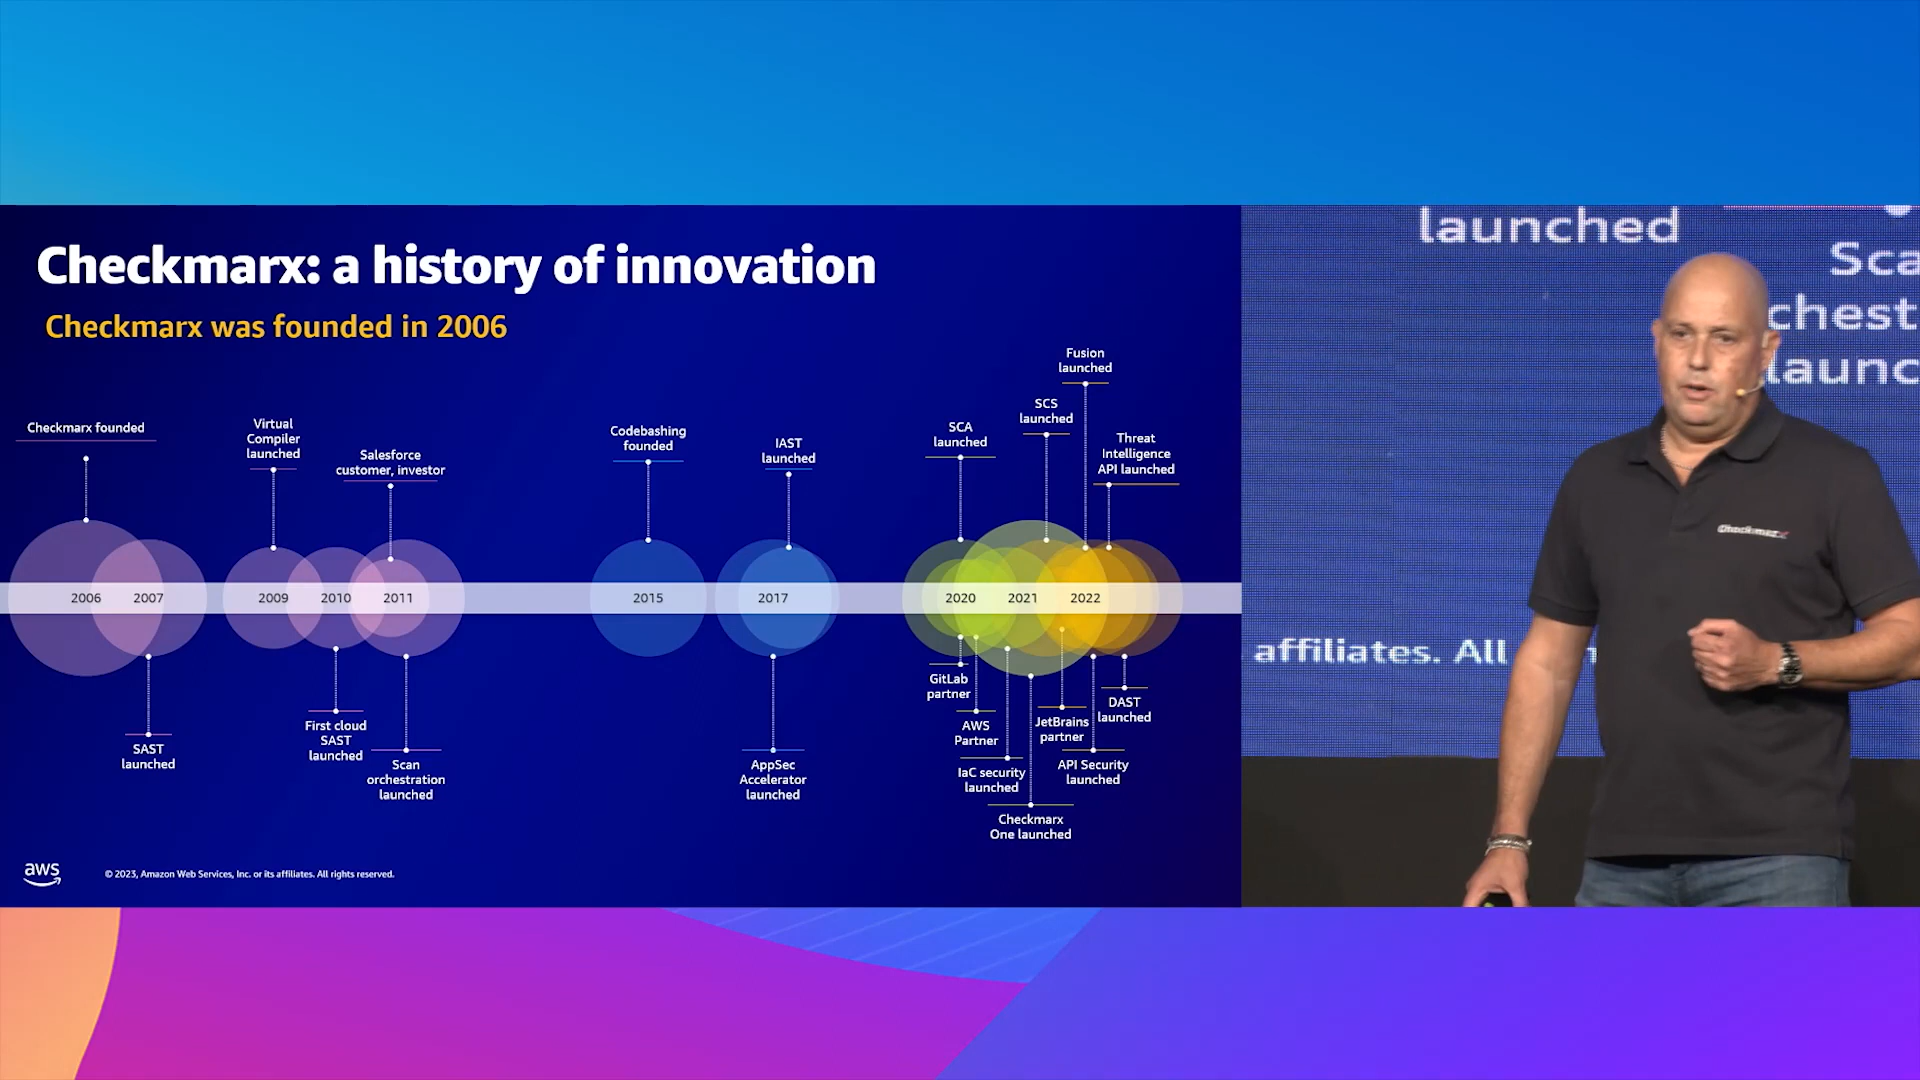 Checkmarx: a history of innovation
Checkmarx was founded in 2006
Checkmarx founded
Virtual
Compiler
launched
Salesforce
customer, investor
Codebashing
founded
IAST
launched
SCA
launched
SCS
launched
Fusion
launched
Threat
Intelligence
API launched
2006
2007
2009
2010
2011
2015
2017
2020
2021
2022
SAST
launched
First cloud
SAST
launched
Scan
orchestration
launched
AppSec
Accelerator
launched
GitLab
partner
AWS
Partner
IaC security
launched
Checkmarx
One launched
JetBrains
partner
API Security
launched
DAST
launched
aws
© 2023, Amazon Web Services, Inc. or its affiliates. All rights reserved.
launched
Sca
chest
launc
affiliates. All
Checkmarx